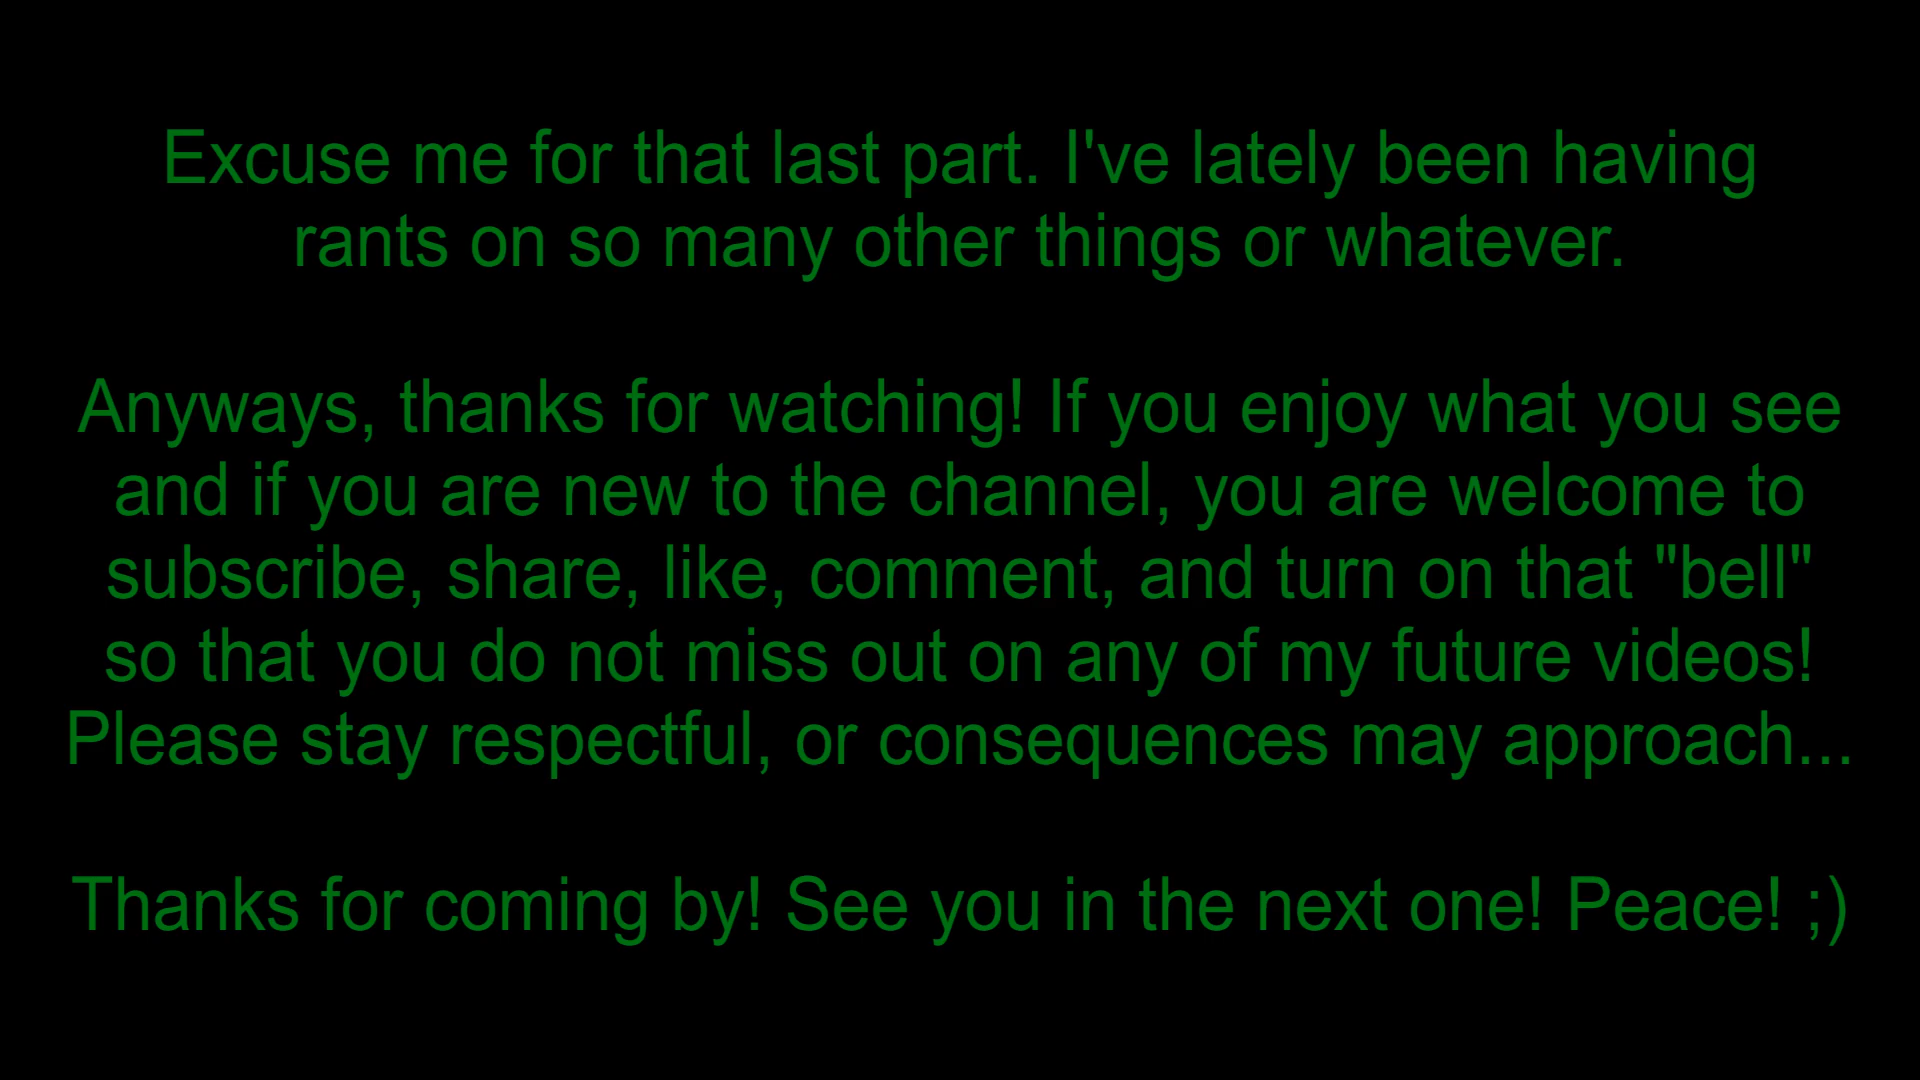 Excuse me for that last part. I've lately been having
rants on so many other things or whatever.
Anyways, thanks for watching! If you enjoy what you see
and if you are new to the channel, you are welcome to
subscribe, share, like, comment, and turn on that "bell"
so that you do not miss out on any of my future videos!
Please stay respectful, or consequences may approach...
Thanks for coming by! See you in the next one! Peace! ;)